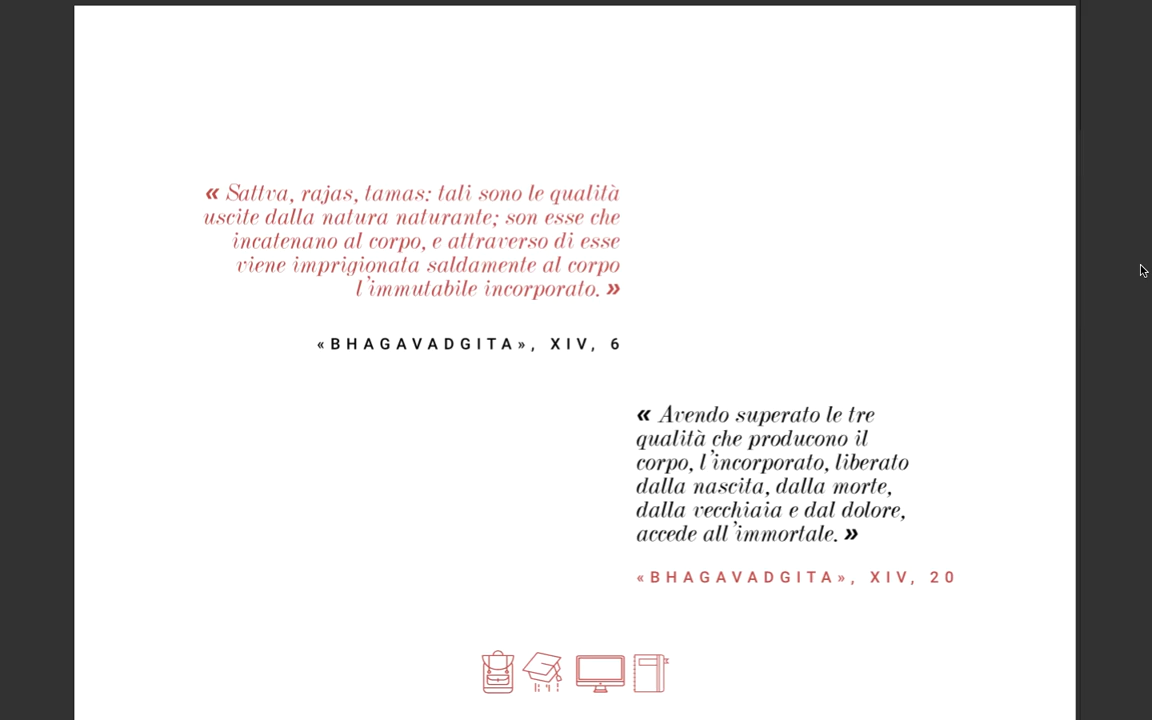 « Sattva, rajas, tamas: tali sono le qualità
uscite dalla natura naturante; son esse che
incatenano al corpo, e attraverso di esse
viene imprigionata saldamente al corpo
l'immutabile incorporato. »
«BHAGAVADGITA», XIV, 6
« Avendo superato le tre
qualità che producono il
corpo, l'incorporato, liberato
dalla nascita, dalla morte,
dalla vecchiaia e dal dolore,
accede all'immortale. »
«BHAGAVADGITA», XIV, 20